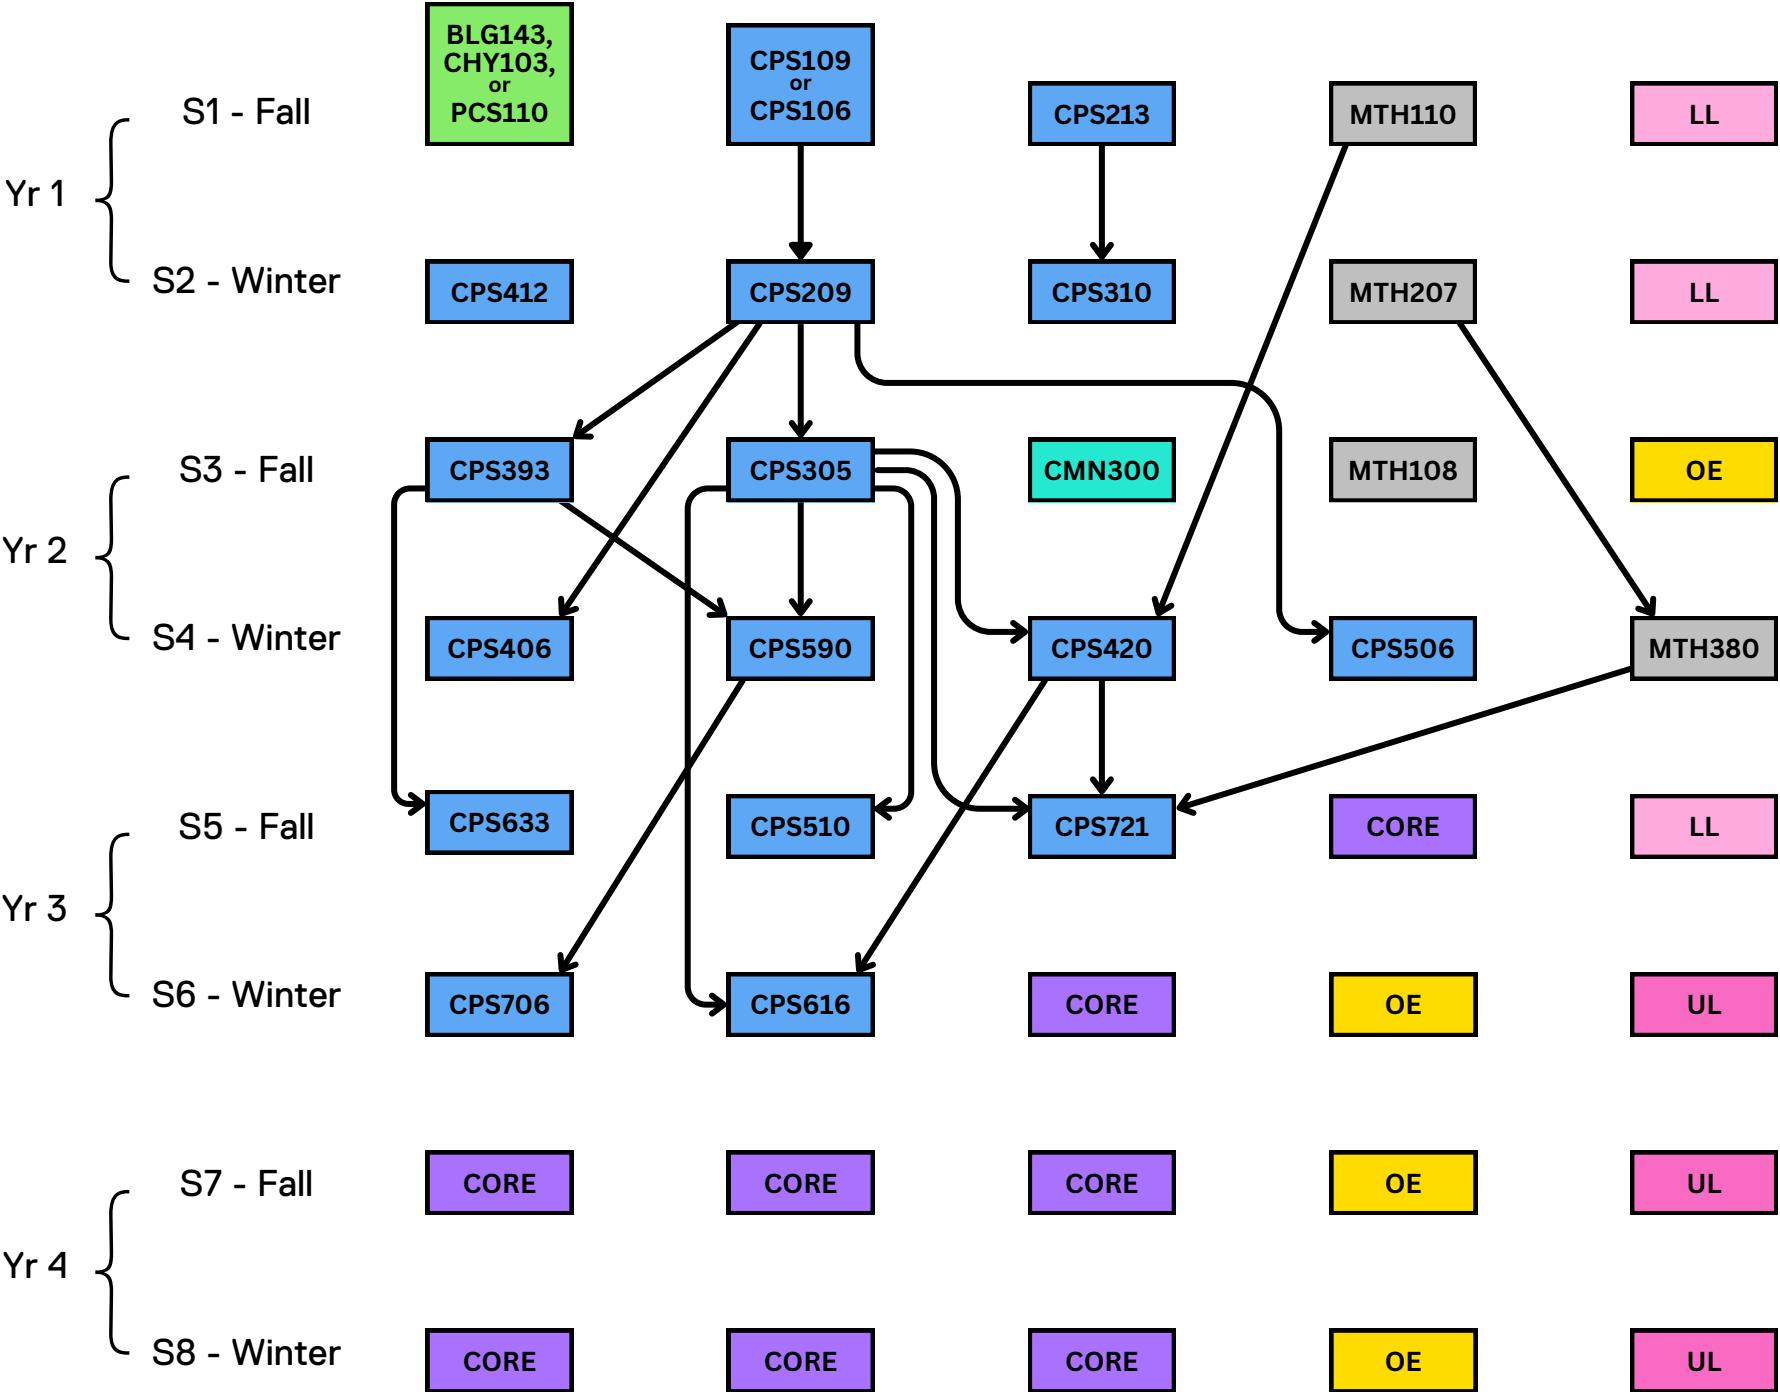 BLG143,
CHY103,
or
PCS110
CPS109
or
CPS106
S1 - Fall
CPS213
MTH110
LL
Yr 1
S2 - Winter
CPS412
CPS209
CPS310
MTH207
LL
S3 - Fall
CPS393
CPS305
CMN300
MTH108
OE
Yr 2
S4 - Winter
CPS406
CPS590
CPS420
CPS506
MTH380
S5 - Fall
CPS633
CPS510
CPS721
CORE
LL
Yr 3
S6 - Winter
CPS706
CPS616
CORE
OE
UL
S7 - Fall
CORE
CORE
CORE
OE
UL
Yr 4
S8 - Winter
CORE
CORE
CORE
OE
UL